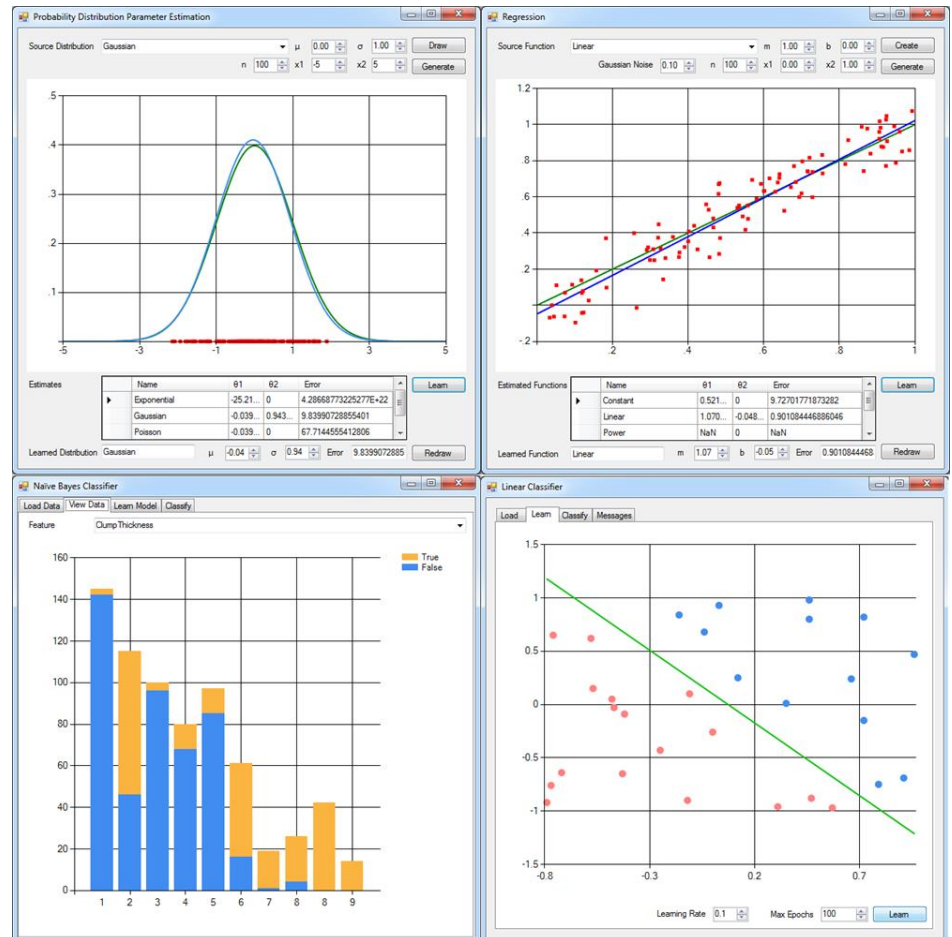 Probability Distribution Parameter Estimation
Source Distribution Gaussian μ 0.00 σ 1.00 Draw
n 100 x1 -5 x2 5 Generate
.5
.4
.3
.2
.1
-5 -3 -1 1 3 5
Estimates Name θ1 θ2 Error Learn
Exponential -25.21... 0 4.28668773225277E+22
Gaussian -0.039... 0.943... 9.83990728855401
Poisson -0.039... 0 67.7144555412806
Learned Distribution Gaussian μ -0.04 σ 0.94 Error 9.8399072885 Redraw
Regression
Source Function Linear m 1.00 b 0.00 Create
Gaussian Noise 0.10 n 100 x1 0.00 x2 1.00 Generate
1.2
1
.8
.6
.4
.2
-.2
.2 .4 .6 .8 1
Estimated Functions Name θ1 θ2 Error Learn
Constant 0.521... 0 9.72701771873282
Linear 1.070... -0.048... 0.901084446886046
Power NaN 0 NaN
Learned Function Linear m 1.07 b -0.05 Error 0.9010844468 Redraw
Naïve Bayes Classifier
Load Data View Data Learn Model Classify
Feature ClumpThickness
True
False
160
140
120
100
80
60
40
20
0
1 2 3 4 5 6 7 8 8 9
Linear Classifier
Load Learn Classify Messages
1.5
1
0.5
0
-0.5
-1
-1.5
-0.8 -0.3 0.2 0.7
Learning Rate 0.1 Max Epochs 100 Learn